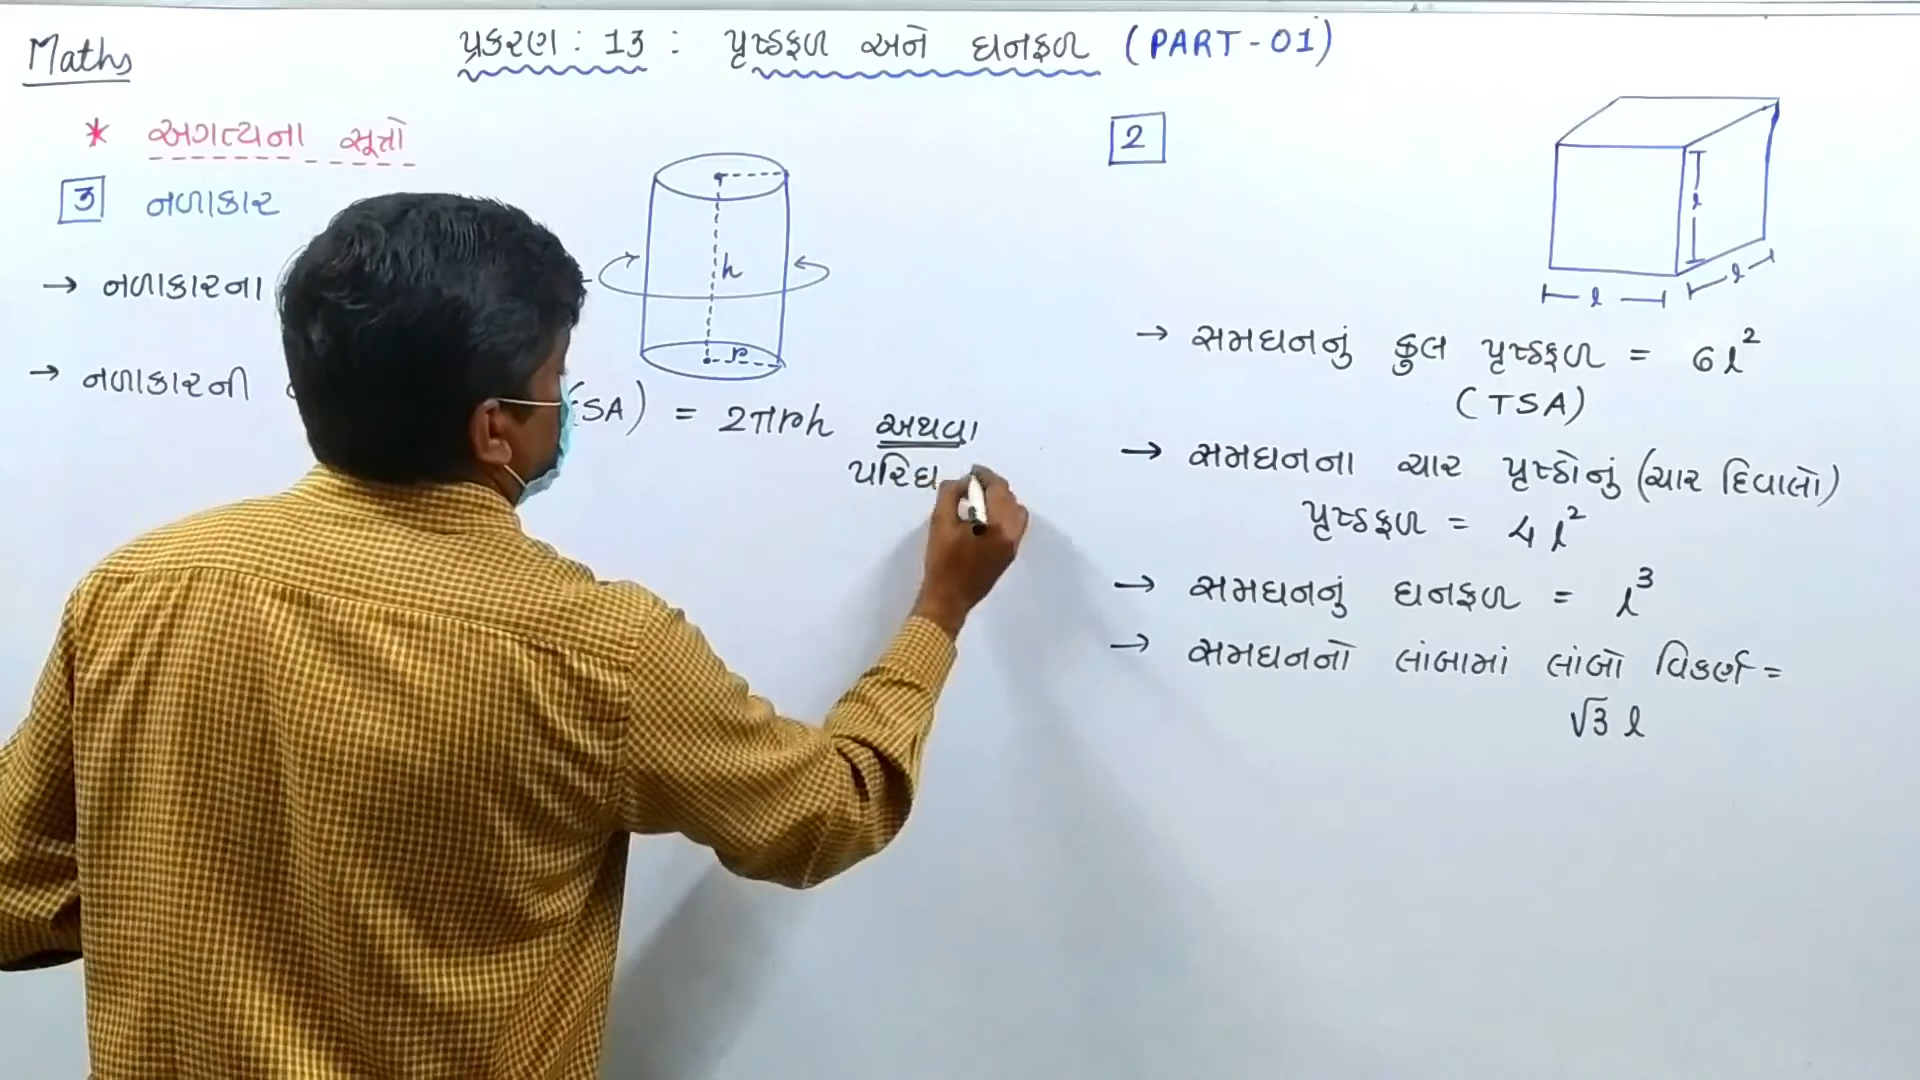 Maths
પ્રકરણ : 13 : પૃષ્ઠફળ અને ઘનફળ (PART-01)
* અગત્યના સૂત્રો
3 નળાકાર
→ નળાકારના
→ નળાકારની
SA) = 2πrh અથવા
પરિઘ
h
r
2
l
l
l
→ સમઘનનું કુલ પૃષ્ઠફળ = 6l²
(TSA)
→ સમઘનના ચાર પૃષ્ઠોનું (ચાર દિવાલો)
પૃષ્ઠફળ = 4l²
→ સમઘનનું ઘનફળ = l³
→ સમઘનનો લાંબામાં લાંબો વિકર્ણ =
√3 l